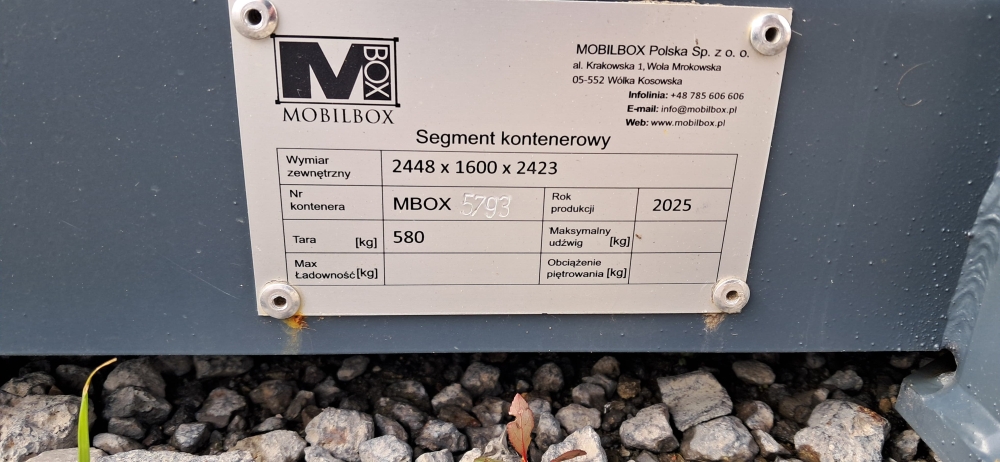 M BOX
MOBILBOX
MOBILBOX Polska Sp. z o. o.
al. Krakowska 1, Wola Mrokowska
05-552 Wólka Kosowska
Infolinia: +48 785 606 606
E-mail: info@mobilbox.pl
Web: www.mobilbox.pl
Segment kontenerowy
Wymiar
zewnętrzny
2448 x 1600 x 2423
Nr
kontenera
MBOX 5793
Rok
produkcji
2025
Tara [kg]
580
Maksymalny
udźwig [kg]
Max
Ładowność[kg]
Obciążenie
piętrowania [kg]